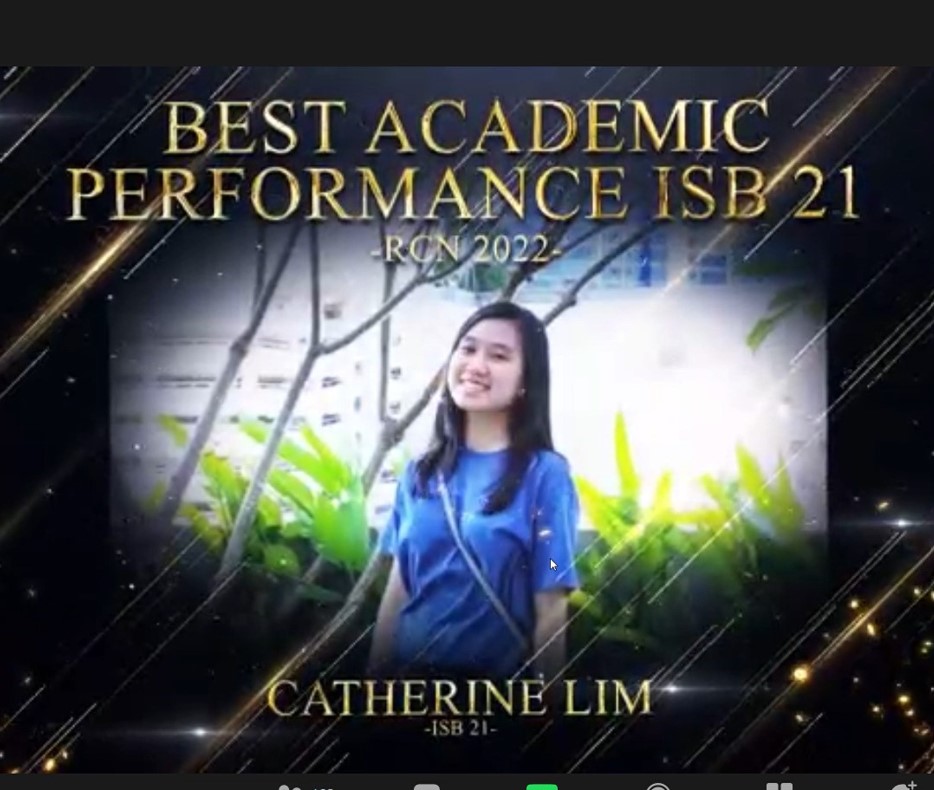 BEST ACADEMIC
PERFORMANCE ISB 21
-RCN 2022-
CATHERINE LIM
-ISB 21-